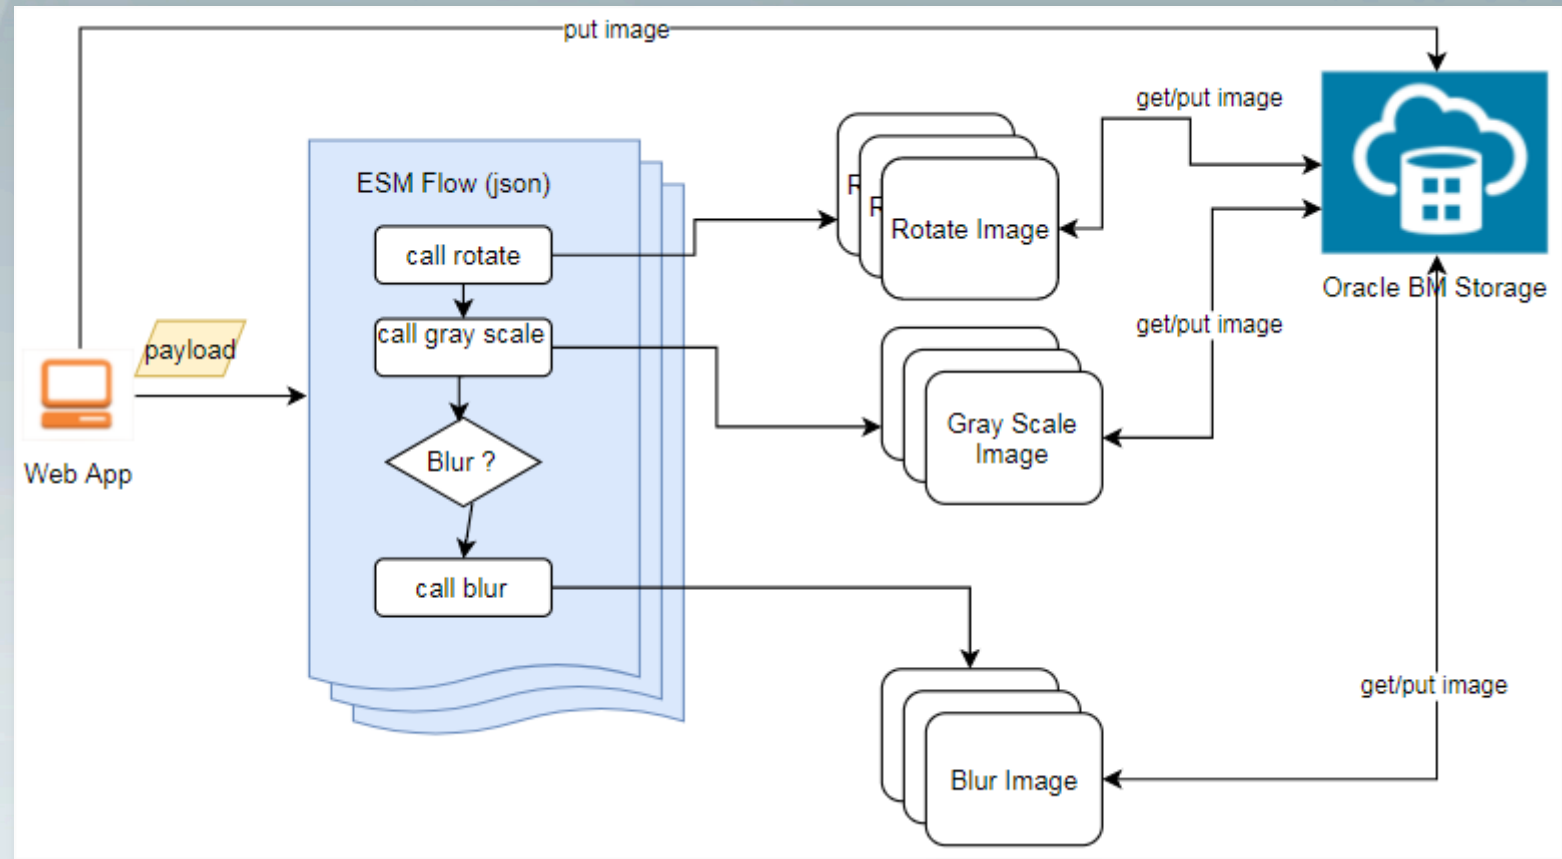 put image
get/put image
ESM Flow (json)
R
R
Rotate Image
call rotate
Oracle BM Storage
get/put image
call gray scale
payload
Gray Scale
Image
Blur ?
Web App
call blur
get/put image
Blur Image